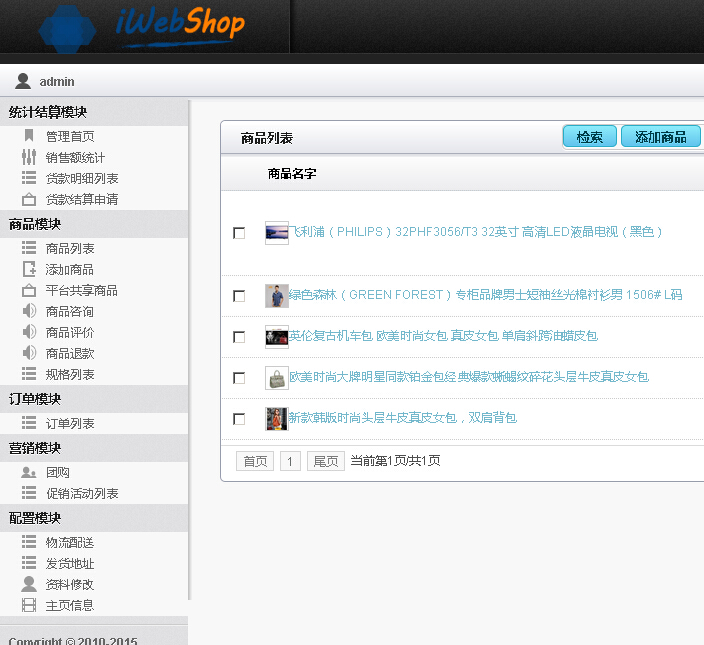 iWebShop
admin
统计结算模块
管理首页
销售额统计
货款明细列表
货款结算申请
商品模块
商品列表
添加商品
平台共享商品
商品咨询
商品评价
商品退款
规格列表
订单模块
订单列表
营销模块
团购
促销活动列表
配置模块
物流配送
发货地址
资料修改
主页信息
Copyright © 2010-2015
商品列表
检索 添加商品
商品名字
飞利浦（PHILIPS）32PHF3056/T3 32英寸 高清LED液晶电视（黑色）
绿色森林（GREEN FOREST）专柜品牌男士短袖丝光棉衬衫男 1506# L码
英伦复古机车包 欧美时尚女包 真皮女包 单肩斜跨油蜡皮包
欧美时尚大牌明星同款铂金包经典爆款蜥蜴纹碎花头层牛皮真皮女包
新款韩版时尚头层牛皮真皮女包，双肩背包
首页 1 尾页 当前第1页/共1页